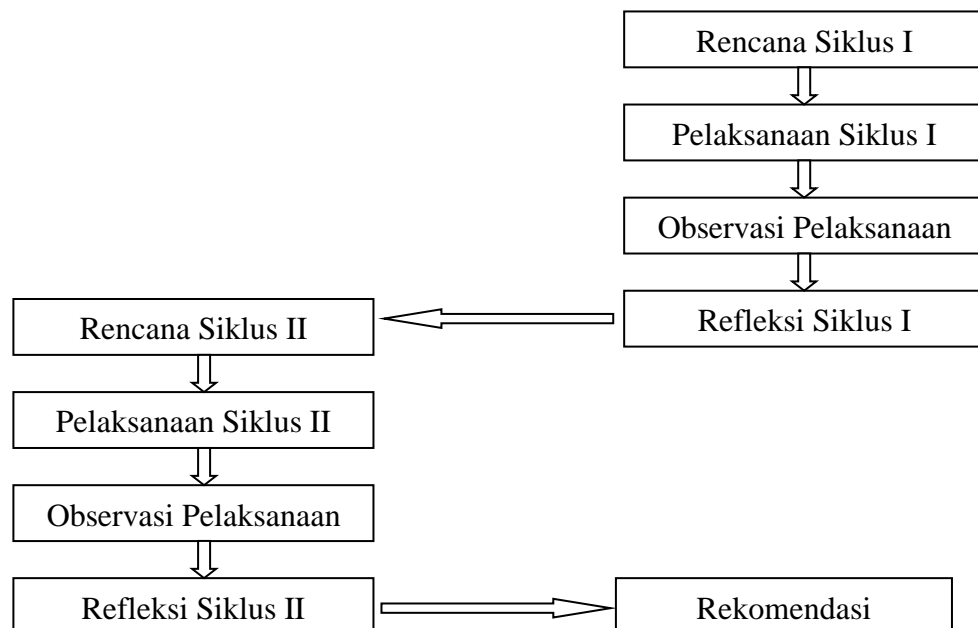 Rencana Siklus I
Pelaksanaan Siklus I
Observasi Pelaksanaan
Refleksi Siklus I
Rencana Siklus II
Pelaksanaan Siklus II
Observasi Pelaksanaan
Refleksi Siklus II
Rekomendasi